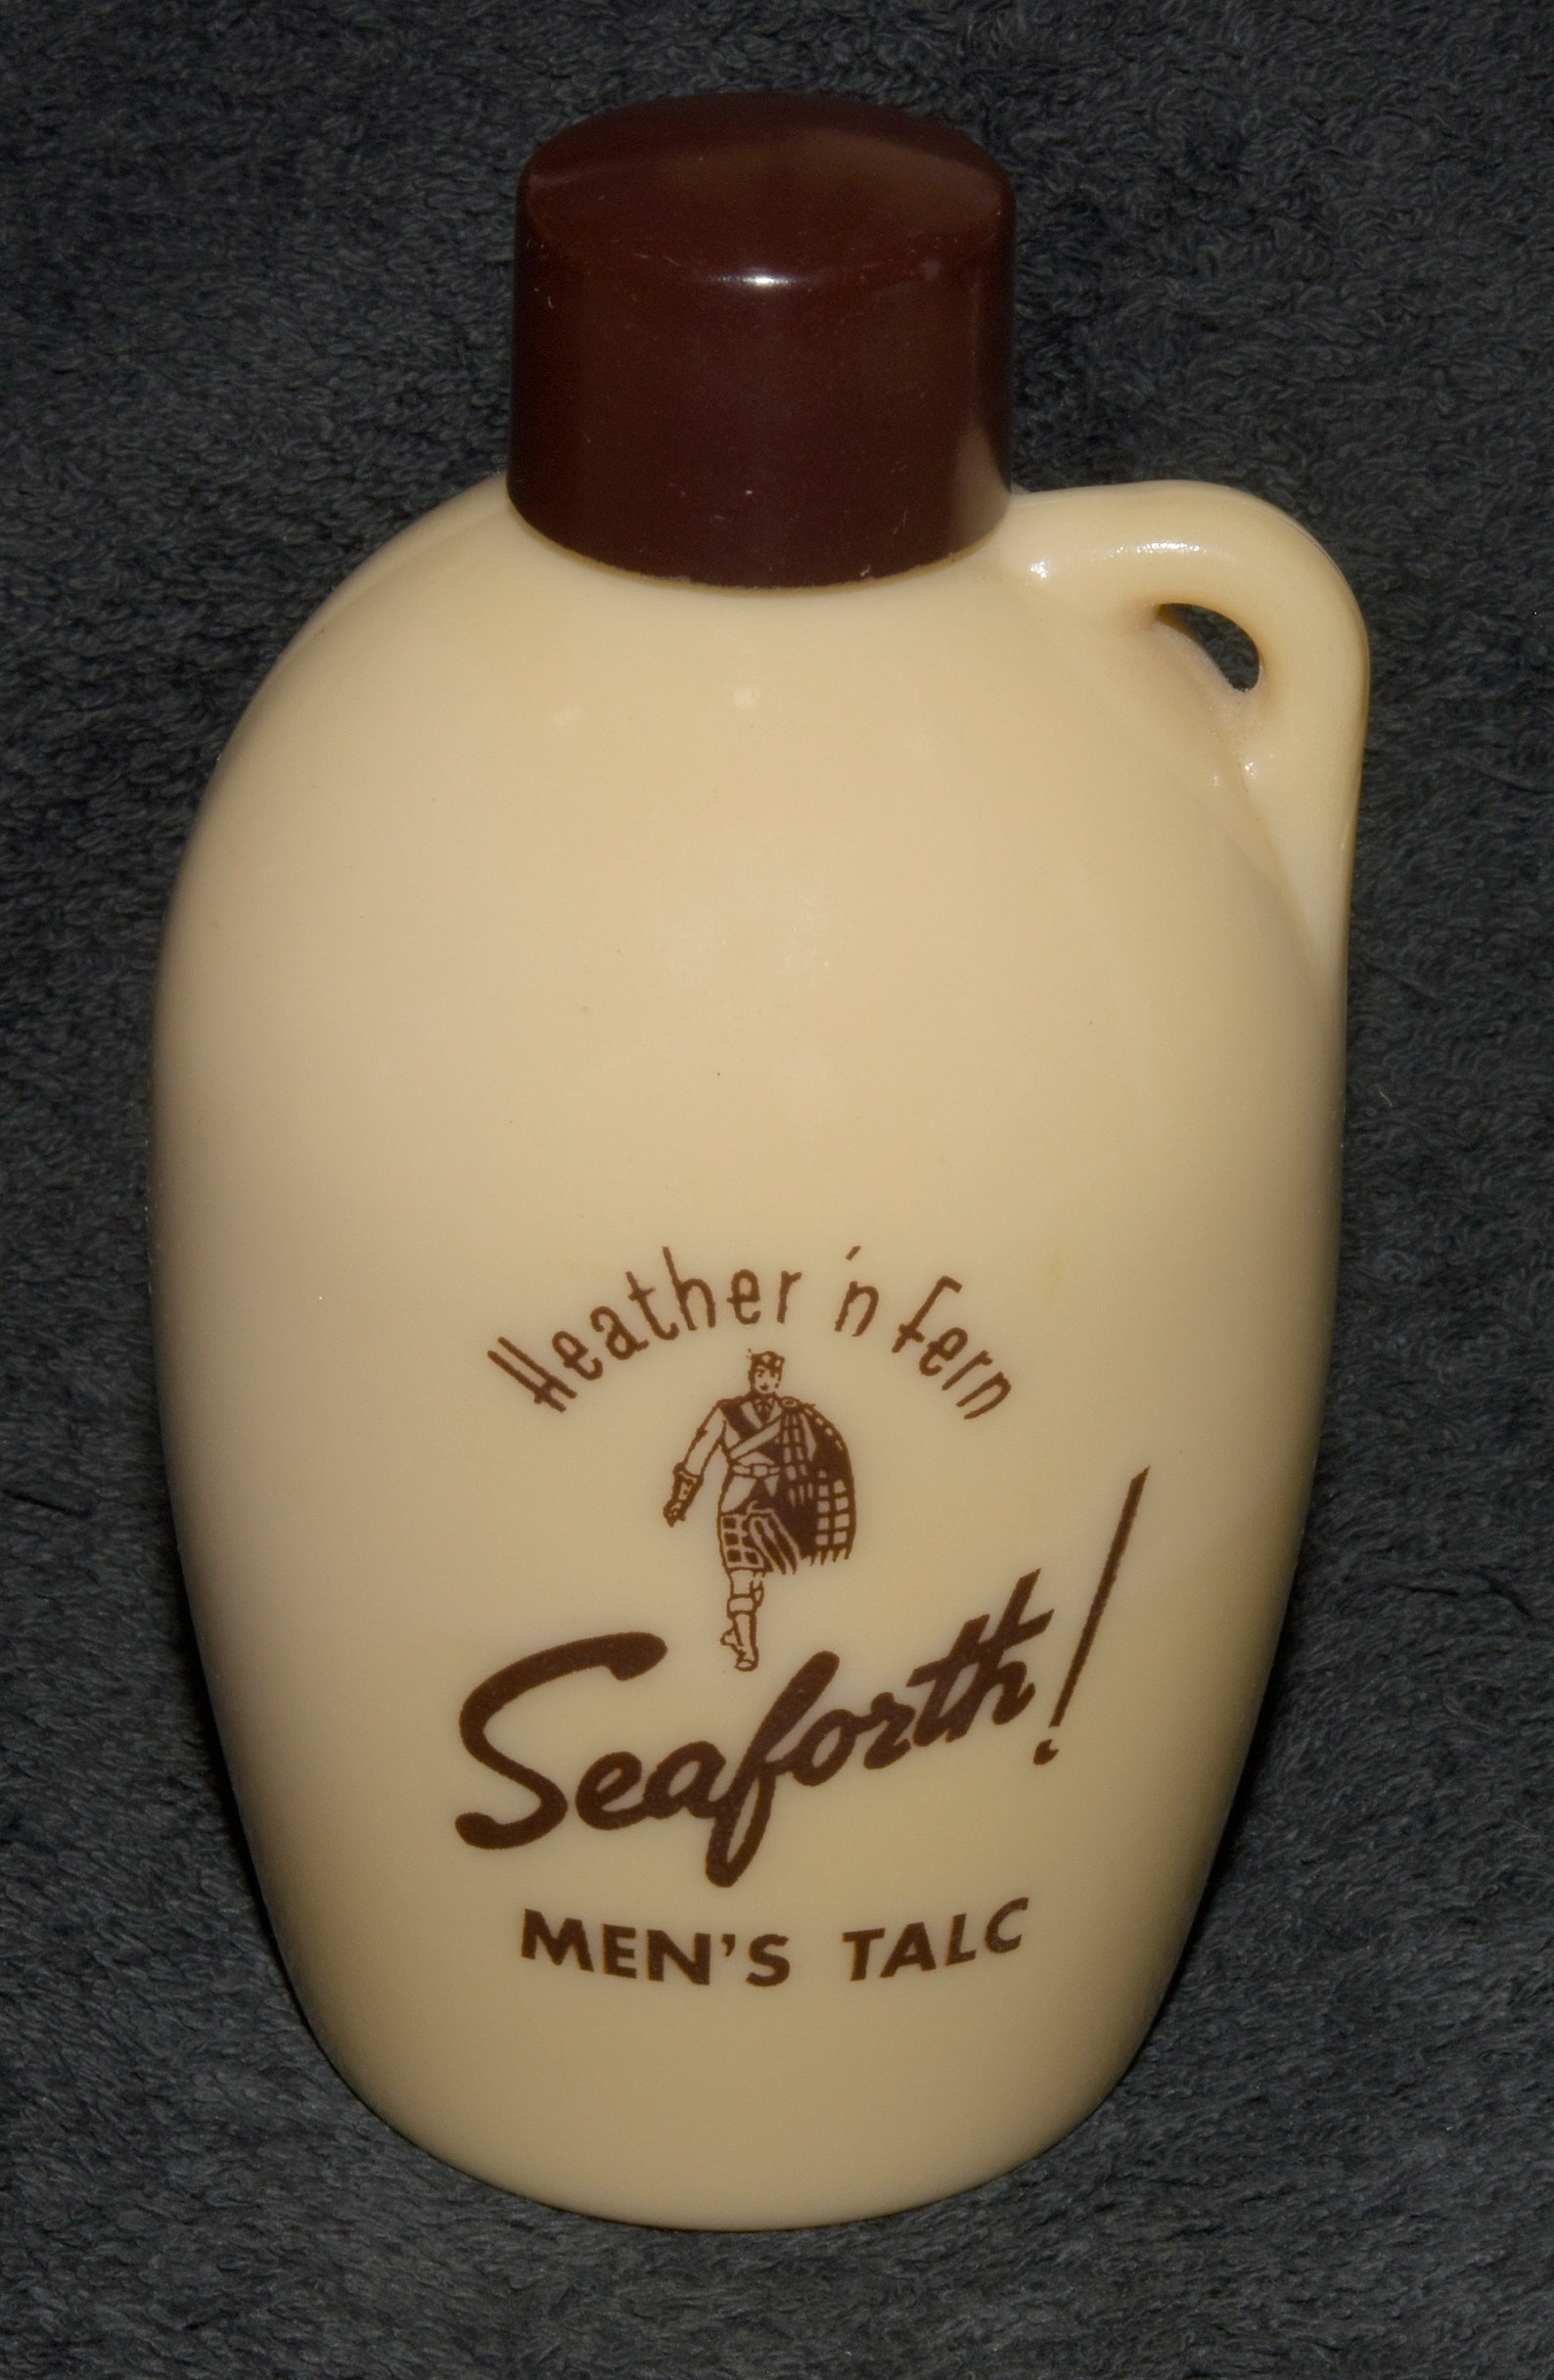 Heather 'n fern
Seaforth!
MEN'S TALC